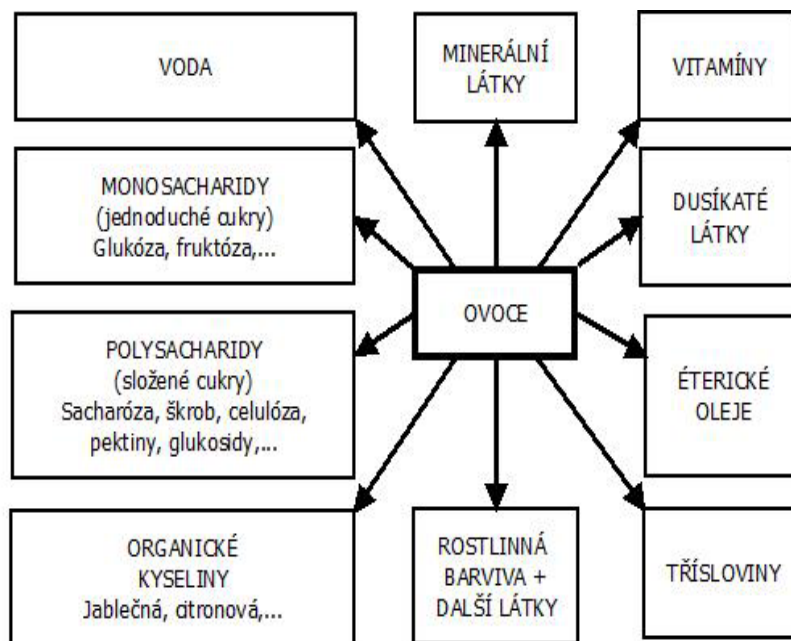 VODA
MINERÁLNÍ
LÁTKY
VITAMÍNY
MONOSACHARIDY
(jednoduché cukry)
Glukóza, fruktóza,...
DUSÍKATÉ
LÁTKY
OVOCE
POLYSACHARIDY
(složené cukry)
Sacharóza, škrob, celulóza,
pektiny, glukosidy,...
ÉTERICKÉ
OLEJE
ORGANICKÉ
KYSELINY
Jablečná, citronová,...
ROSTLINNÁ
BARVIVA +
DALŠÍ LÁTKY
TŘÍSLOVINY